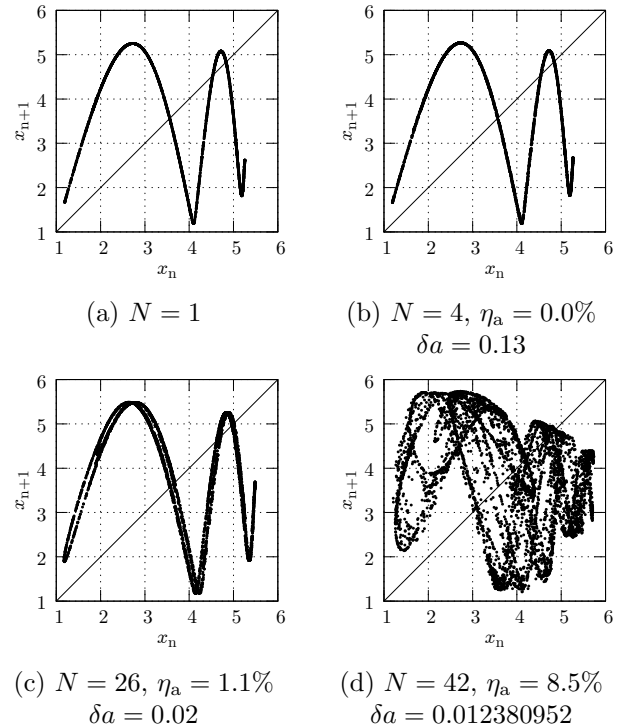 6
5
4
3
2
1
x_{n+1}
1 2 3 4 5 6
x_n
(a) N = 1
6
5
4
3
2
1
x_{n+1}
1 2 3 4 5 6
x_n
(b) N = 4, η_a = 0.0%
δa = 0.13
6
5
4
3
2
1
x_{n+1}
1 2 3 4 5 6
x_n
(c) N = 26, η_a = 1.1%
δa = 0.02
6
5
4
3
2
1
x_{n+1}
1 2 3 4 5 6
x_n
(d) N = 42, η_a = 8.5%
δa = 0.012380952